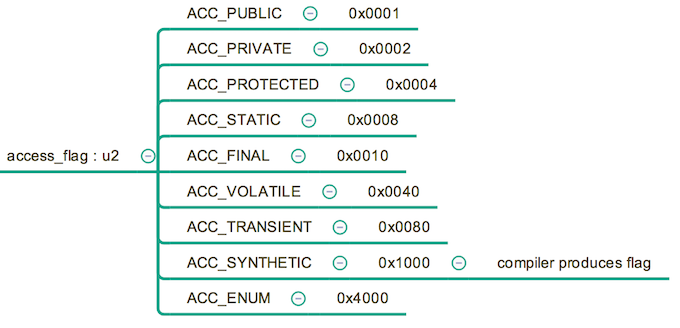 ACC_PUBLIC 0x0001
ACC_PRIVATE 0x0002
ACC_PROTECTED 0x0004
ACC_STATIC 0x0008
access_flag : u2 ACC_FINAL 0x0010
ACC_VOLATILE 0x0040
ACC_TRANSIENT 0x0080
ACC_SYNTHETIC 0x1000 compiler produces flag
ACC_ENUM 0x4000